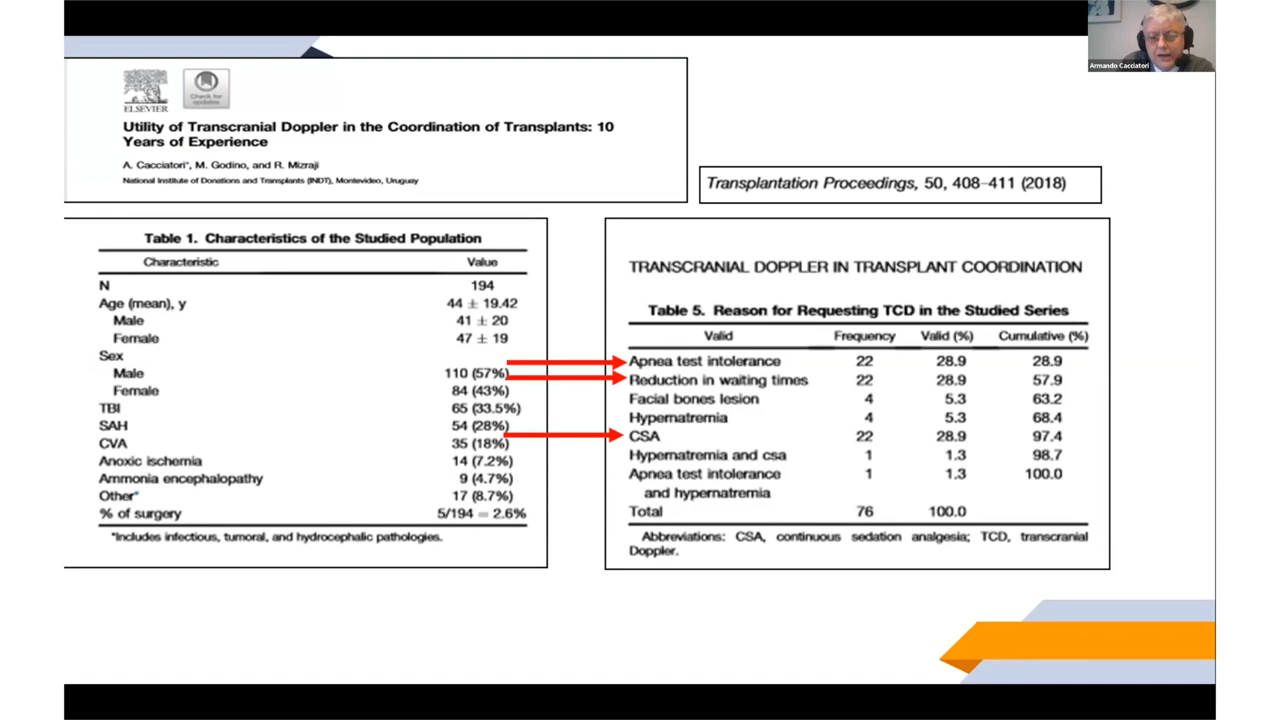 Armando Cacciatori
ELSEVIER
Check for
updates
Utility of Transcranial Doppler in the Coordination of Transplants: 10
Years of Experience
A. Cacciatori*, M. Godino, and R. Mizraji
National Institute of Donations and Transplants (INDT), Montevideo, Uruguay
Transplantation Proceedings, 50, 408–411 (2018)
Table 1. Characteristics of the Studied Population
Characteristic Value
N 194
Age (mean), y 44 ± 19.42
Male 41 ± 20
Female 47 ± 19
Sex
Male 110 (57%)
Female 84 (43%)
TBI 65 (33.5%)
SAH 54 (28%)
CVA 35 (18%)
Anoxic ischemia 14 (7.2%)
Ammonia encephalopathy 9 (4.7%)
Other* 17 (8.7%)
% of surgery 5/194 = 2.6%
*Includes infectious, tumoral, and hydrocephalic pathologies.
TRANSCRANIAL DOPPLER IN TRANSPLANT COORDINATION
Table 5. Reason for Requesting TCD in the Studied Series
Valid Frequency Valid (%) Cumulative (%)
Apnea test intolerance 22 28.9 28.9
Reduction in waiting times 22 28.9 57.9
Facial bones lesion 4 5.3 63.2
Hypernatremia 4 5.3 68.4
CSA 22 28.9 97.4
Hypernatremia and csa 1 1.3 98.7
Apnea test intolerance 1 1.3 100.0
and hypernatremia
Total 76 100.0
Abbreviations: CSA, continuous sedation analgesia; TCD, transcranial
Doppler.